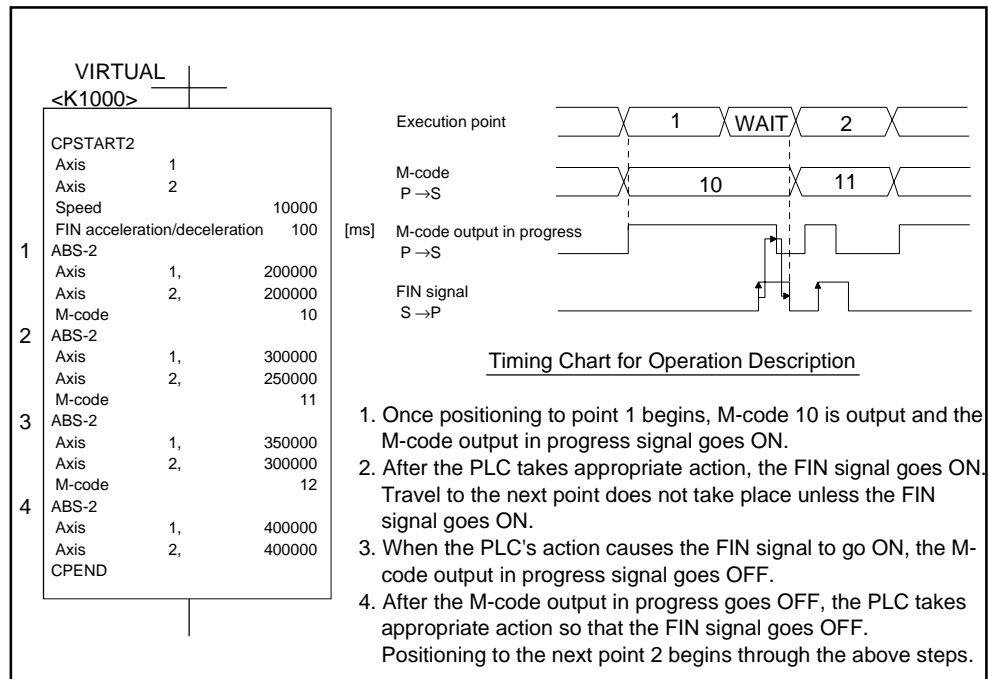 VIRTUAL
<K1000>
CPSTART2
Axis 1
Axis 2
Speed 10000
FIN acceleration/deceleration 100 [ms]
1 ABS-2
Axis 1, 200000
Axis 2, 200000
M-code 10
2 ABS-2
Axis 1, 300000
Axis 2, 250000
M-code 11
3 ABS-2
Axis 1, 350000
Axis 2, 300000
M-code 12
4 ABS-2
Axis 1, 400000
Axis 2, 400000
CPEND
Execution point 1 WAIT 2
M-code 10 11
P→S
M-code output in progress
P→S
FIN signal
S→P
Timing Chart for Operation Description
1. Once positioning to point 1 begins, M-code 10 is output and the
M-code output in progress signal goes ON.
2. After the PLC takes appropriate action, the FIN signal goes ON.
Travel to the next point does not take place unless the FIN
signal goes ON.
3. When the PLC's action causes the FIN signal to go ON, the M-
code output in progress signal goes OFF.
4. After the M-code output in progress goes OFF, the PLC takes
appropriate action so that the FIN signal goes OFF.
Positioning to the next point 2 begins through the above steps.